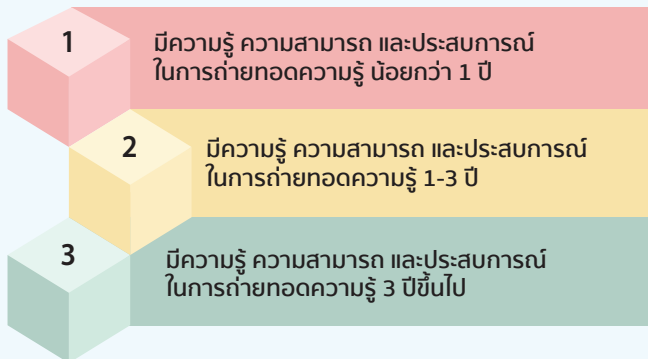 1
มีความรู้ ความสามารถ และประสบการณ์
ในการถ่ายทอดความรู้ น้อยกว่า 1 ปี
2
มีความรู้ ความสามารถ และประสบการณ์
ในการถ่ายทอดความรู้ 1-3 ปี
3
มีความรู้ ความสามารถ และประสบการณ์
ในการถ่ายทอดความรู้ 3 ปีขึ้นไป